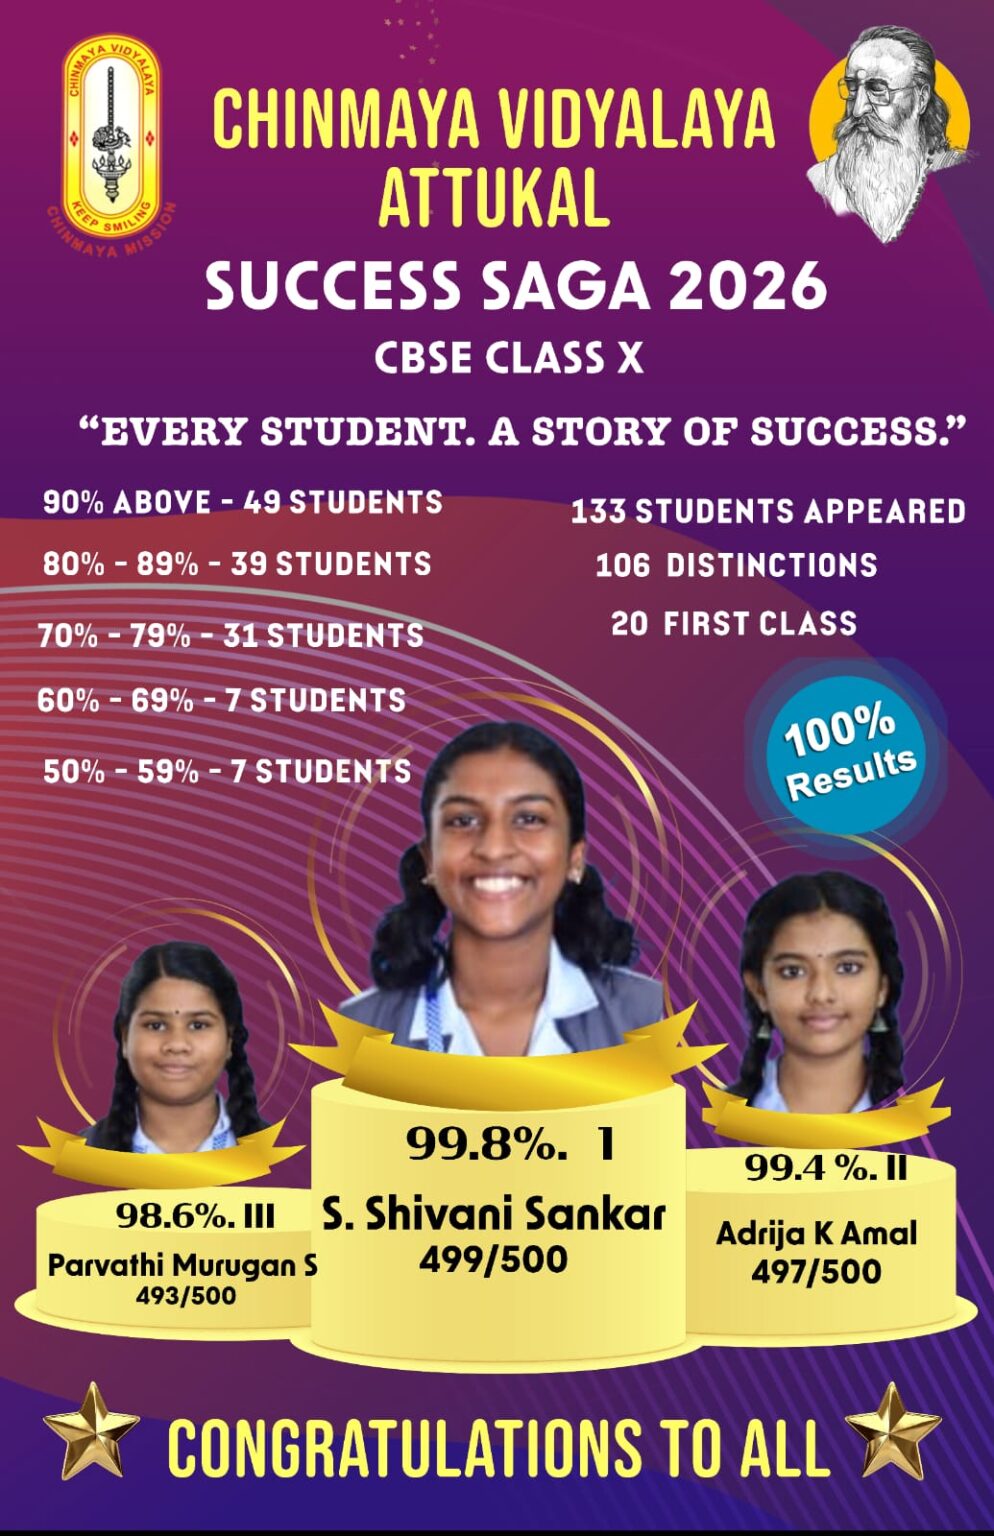 CHINMAYA VIDYALAYA
KEEP SMILING
CHINMAYA MISSION
CHINMAYA VIDYALAYA
ATTUKAL
SUCCESS SAGA 2026
CBSE CLASS X
“EVERY STUDENT. A STORY OF SUCCESS.”
90% ABOVE - 49 STUDENTS
80% - 89% - 39 STUDENTS
70% - 79% - 31 STUDENTS
60% - 69% - 7 STUDENTS
50% - 59% - 7 STUDENTS
133 STUDENTS APPEARED
106 DISTINCTIONS
20 FIRST CLASS
100%
Results
99.8%. I
S. Shivani Sankar
499/500
99.4 %. II
Adrija K Amal
497/500
98.6%. III
Parvathi Murugan S
493/500
CONGRATULATIONS TO ALL